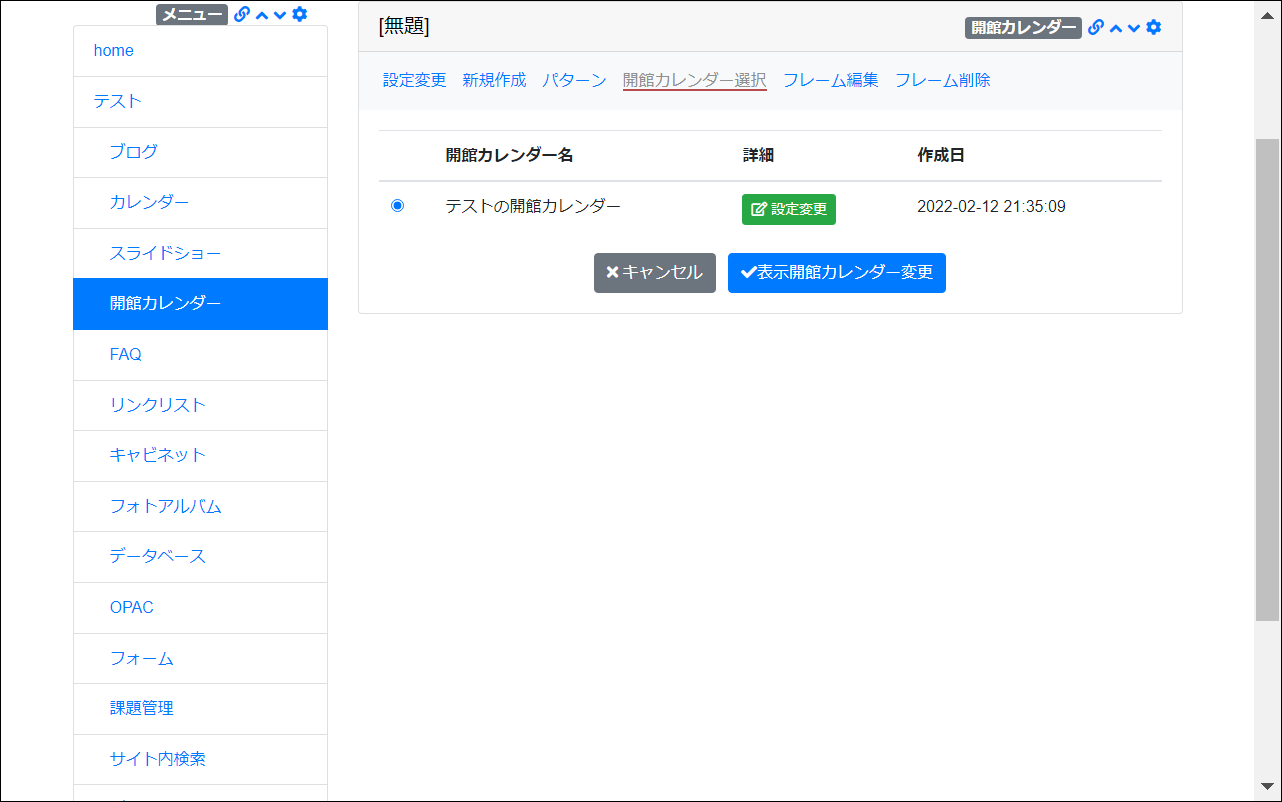 メニュー
home
テスト
ブログ
カレンダー
スライドショー
開館カレンダー
FAQ
リンクリスト
キャビネット
フォトアルバム
データベース
OPAC
フォーム
課題管理
サイト内検索
[無題]
開館カレンダー
設定変更 新規作成 パターン 開館カレンダー選択 フレーム編集 フレーム削除
開館カレンダー名 詳細 作成日
テストの開館カレンダー 設定変更 2022-02-12 21:35:09
キャンセル 表示開館カレンダー変更